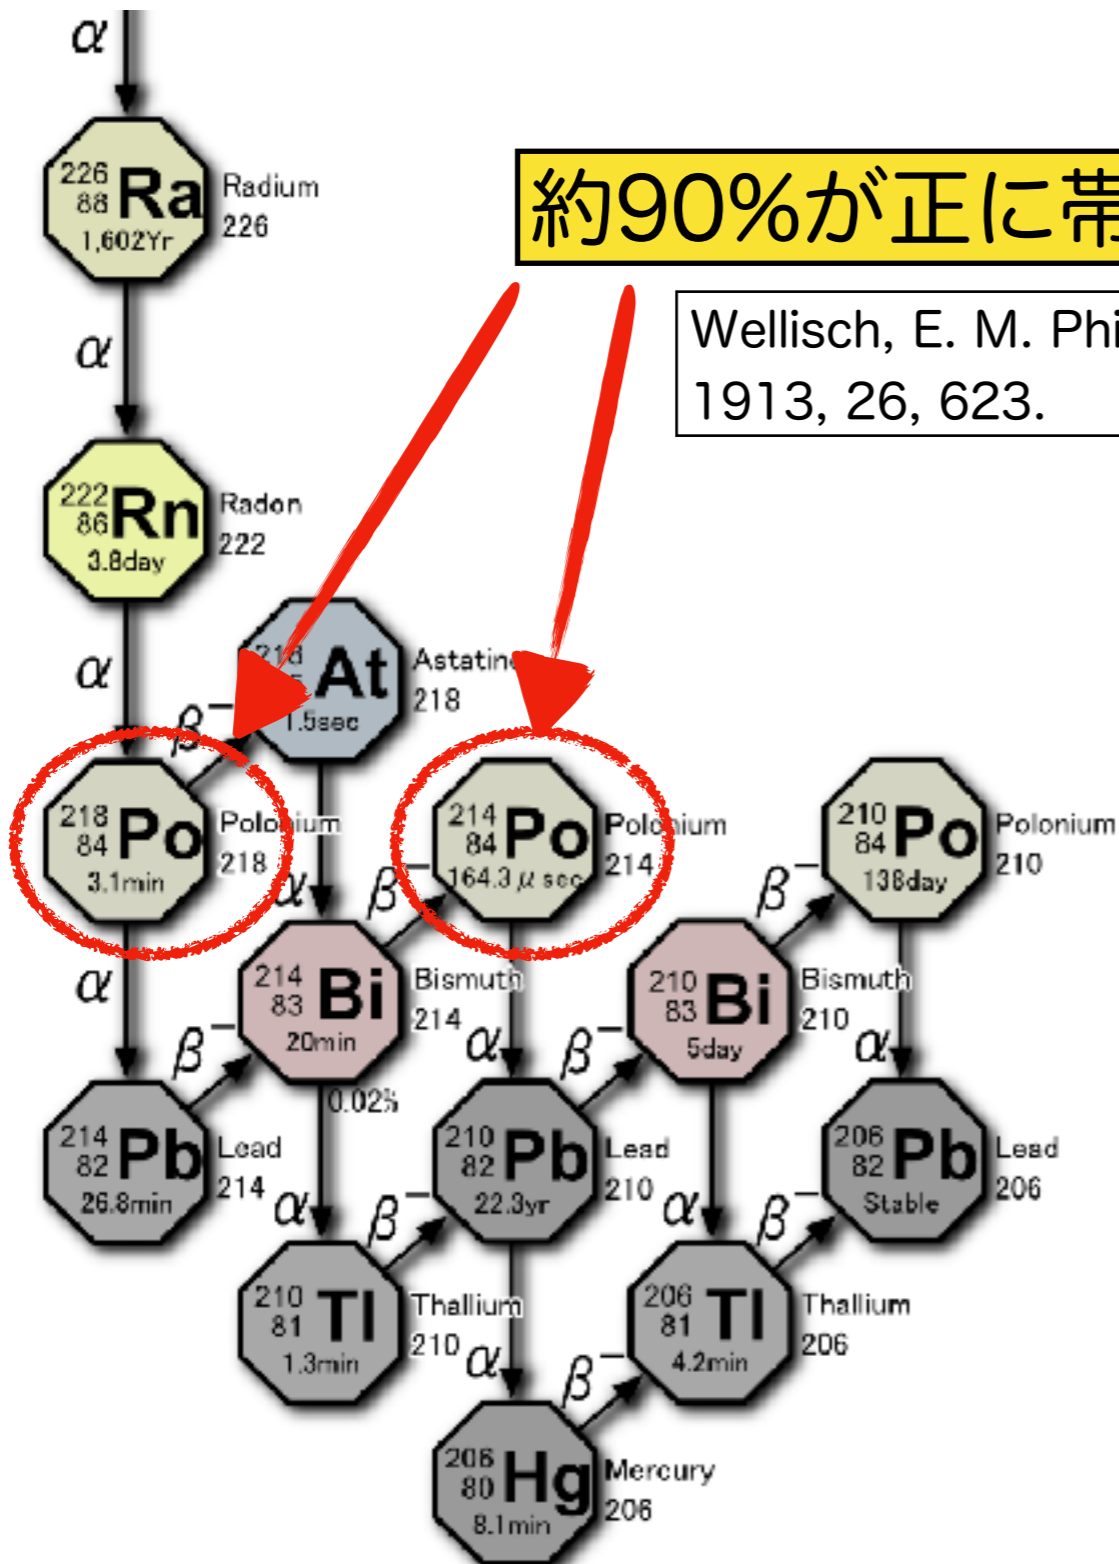 α
226
88 Ra
1,602Yr
Radium
226
約90%が正に帯
Wellisch, E. M. Phi
1913, 26, 623.
α
222
86 Rn
3.8day
Radon
222
α
At
1.5sec
Astatine
218
β−
218
84 Po
3.1min
Polonium
218
α
β−
214
84 Po
164.3 μ sec
Polonium
214
β−
210
84 Po
138day
Polonium
210
α
β−
214
83 Bi
20min
Bismuth
214
α
β−
210
83 Bi
5day
Bismuth
210
α
0.02%
214
82 Pb
26.8min
Lead
214
α
β−
210
82 Pb
22.3yr
Lead
210
α
β−
206
82 Pb
Stable
Lead
206
210
81 Tl
1.3min
Thallium
210
α
β−
206
81 Tl
4.2min
Thallium
206
206
80 Hg
8.1min
Mercury
206